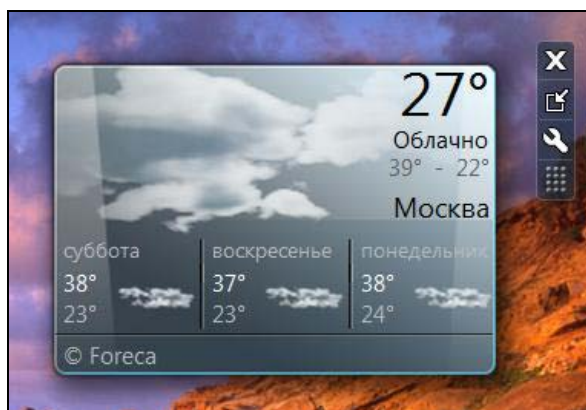 27°
Облачно
39° - 22°
Москва
суббота воскресенье понедельник
38° 37° 38°
23° 23° 24°
© Foreca